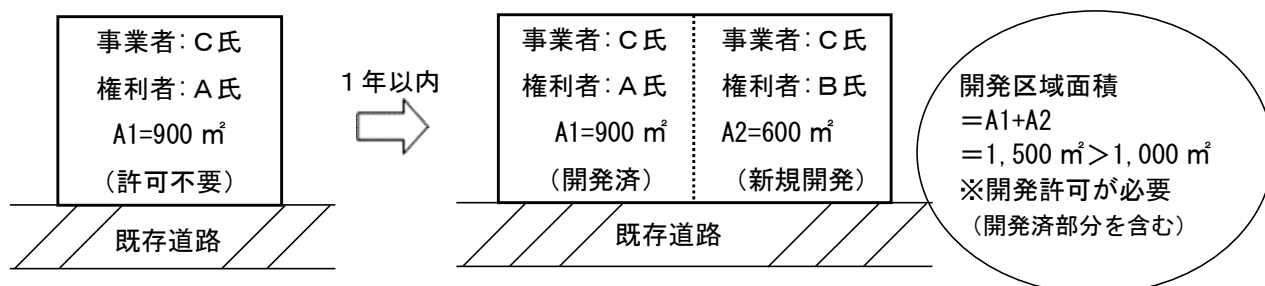 事業者：C氏
権利者：A氏
A1=900 ㎡
（許可不要）
既存道路
１年以内
事業者：C氏
権利者：A氏
A1=900 ㎡
（開発済）
事業者：C氏
権利者：B氏
A2=600 ㎡
（新規開発）
既存道路
開発区域面積
＝A1+A2
＝1,500 ㎡＞1,000 ㎡
※開発許可が必要
（開発済部分を含む）